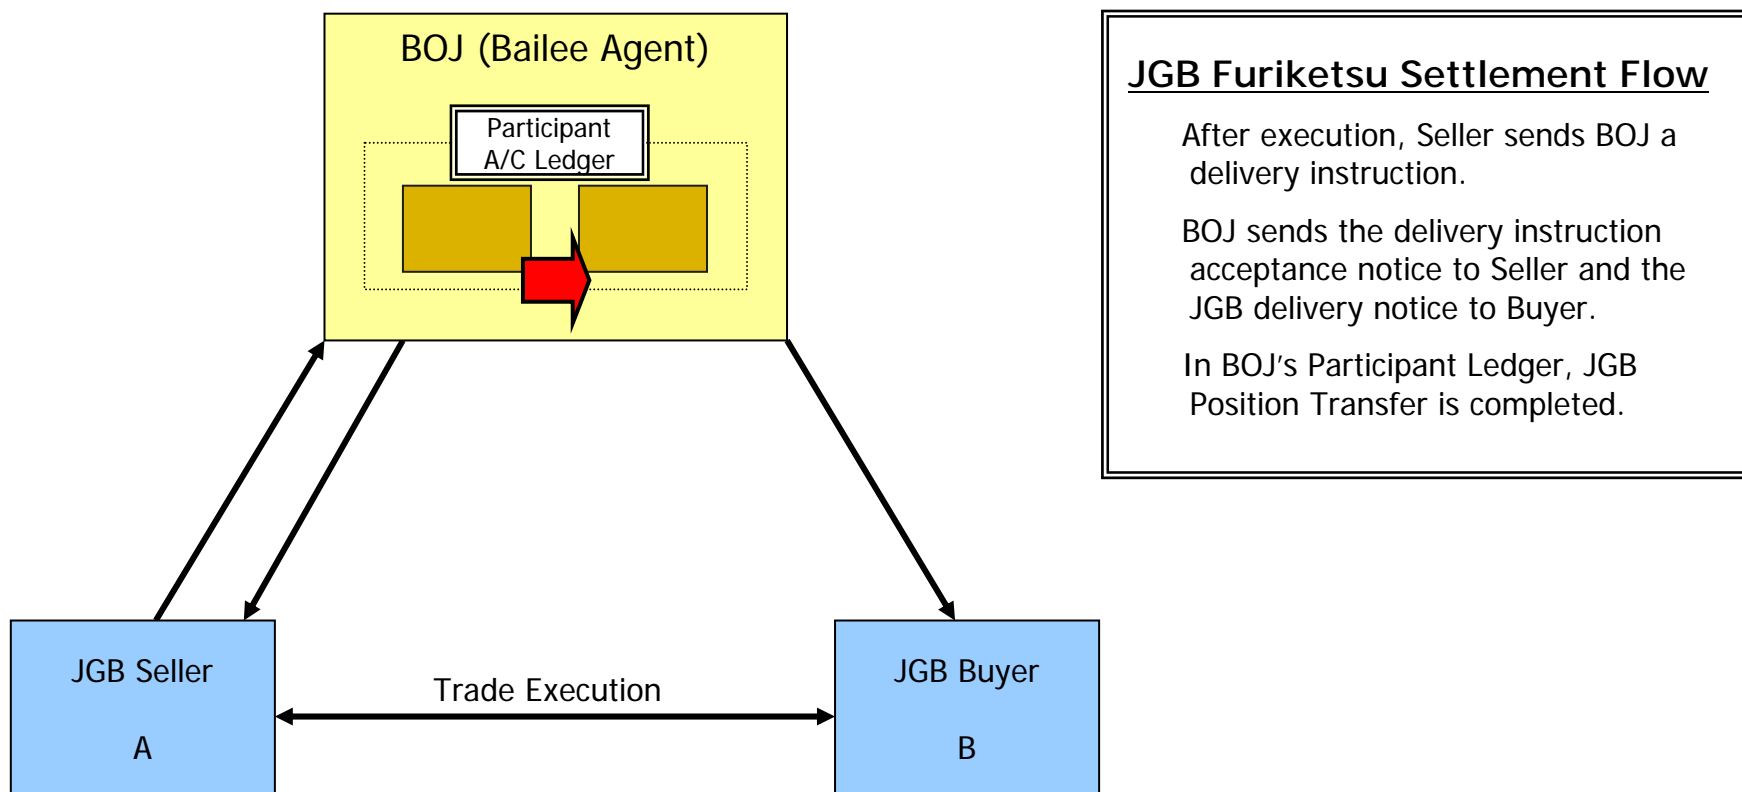 BOJ (Bailee Agent)
Participant
A/C Ledger
JGB Seller
A
Trade Execution
JGB Buyer
B
JGB Furiketsu Settlement Flow
After execution, Seller sends BOJ a
delivery instruction.
BOJ sends the delivery instruction
acceptance notice to Seller and the
JGB delivery notice to Buyer.
In BOJ’s Participant Ledger, JGB
Position Transfer is completed.